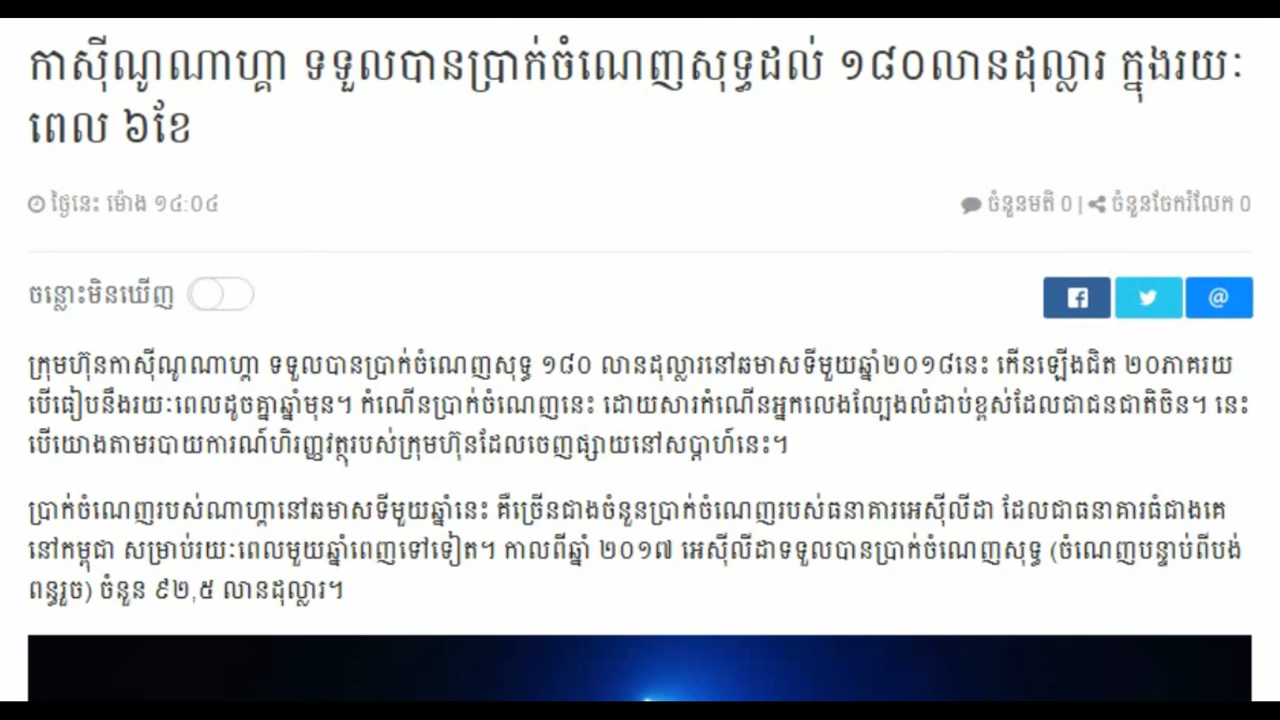 កាស៊ីណូណាហ្គា ទទួលបានប្រាក់ចំណេញសុទ្ធដល់ ១៨០លានដុល្លារ ក្នុងរយៈ
ពេល ៦ខែ
ថ្ងៃនេះ ម៉ោង ១៤:០៤
ចំនួនមតិ 0 | ចំនួនចែករំលែក 0
ចន្លោះមិនឃើញ
ក្រុមហ៊ុនកាស៊ីណូណាហ្គា ទទួលបានប្រាក់ចំណេញសុទ្ធ ១៨០ លានដុល្លារនៅឆមាសទីមួយឆ្នាំ២០១៨នេះ កើនឡើងជិត ២០ភាគរយ
បើធៀបនឹងរយៈពេលដូចគ្នាឆ្នាំមុន។ កំណើនប្រាក់ចំណេញនេះ ដោយសារកំណើនអ្នកលេងល្បែងលំដាប់ខ្ពស់ដែលជាជនជាតិចិន។ នេះ
បើយោងតាមរបាយការណ៍ហិរញ្ញវត្ថុរបស់ក្រុមហ៊ុនដែលចេញផ្សាយនៅសប្ដាហ៍នេះ។
ប្រាក់ចំណេញរបស់ណាហ្គានៅឆមាសទីមួយឆ្នាំនេះ គឺច្រើនជាងចំនួនប្រាក់ចំណេញរបស់ធនាគារអេស៊ីលីដា ដែលជាធនាគារធំជាងគេ
នៅកម្ពុជា សម្រាប់រយៈពេលមួយឆ្នាំពេញទៅទៀត។ កាលពីឆ្នាំ ២០១៧ អេស៊ីលីដាទទួលបានប្រាក់ចំណេញសុទ្ធ (ចំណេញបន្ទាប់ពីបង់
ពន្ធរួច) ចំនួន ៩២,៥ លានដុល្លារ។